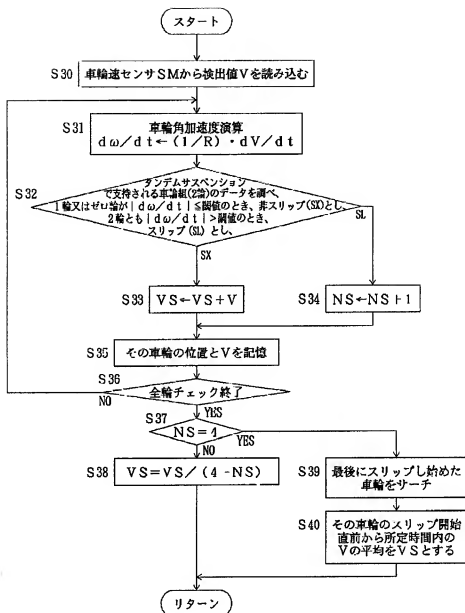 スタート
S30 車輪速センサSMから検出値Vを読み込む
S31 車輪角加速度演算
dω/dt←(1/R)・dV/dt
S32 タンデムサスペンション
で支持される車輪組(2輪)のデータを調べ、
1輪又はゼロ輪が|dω/dt|≦閾値のとき、非スリップ(SX)とし、
2輪とも|dω/dt|>閾値のとき、
スリップ(SL)とし、
SL
SX
S33 VS←VS+V
S34 NS←NS+1
S35 その車輪の位置とVを記憶
S36 全輪チェック終了
NO
YES
S37 NS=4
YES
NO
S38 VS=VS/(4-NS)
S39 最後にスリップし始めた
車輪をサーチ
S40 その車輪のスリップ開始
直前から所定時間内の
Vの平均をVSとする
リターン